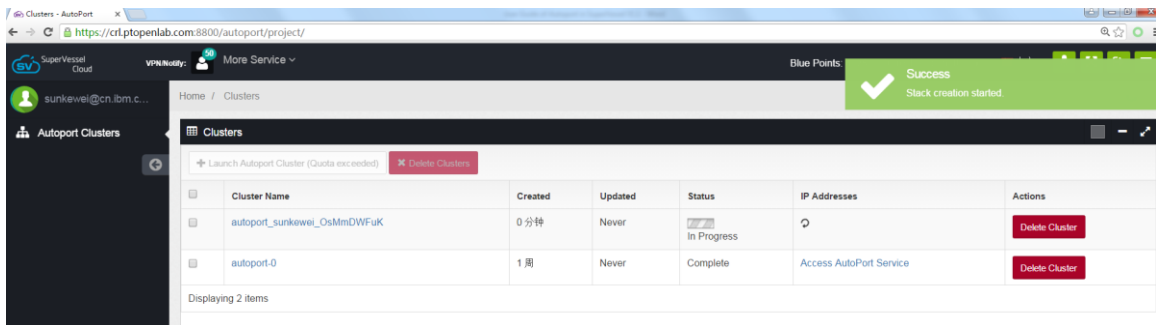 Clusters - AutoPort
https://crl.ptopenlab.com:8800/autoport/project/
SuperVessel
Cloud
VPN/Notify:
50
More Service
Blue Points:
Success
Stack creation started.
sunkewei@cn.ibm.c...
Home / Clusters
Autoport Clusters
Clusters
Launch Autoport Cluster (Quota exceeded)
Delete Clusters
Cluster Name Created Updated Status IP Addresses Actions
autoport_sunkewei_OsMmDWFuK 0 分钟 Never In Progress Delete Cluster
autoport-0 1 周 Never Complete Access AutoPort Service Delete Cluster
Displaying 2 items